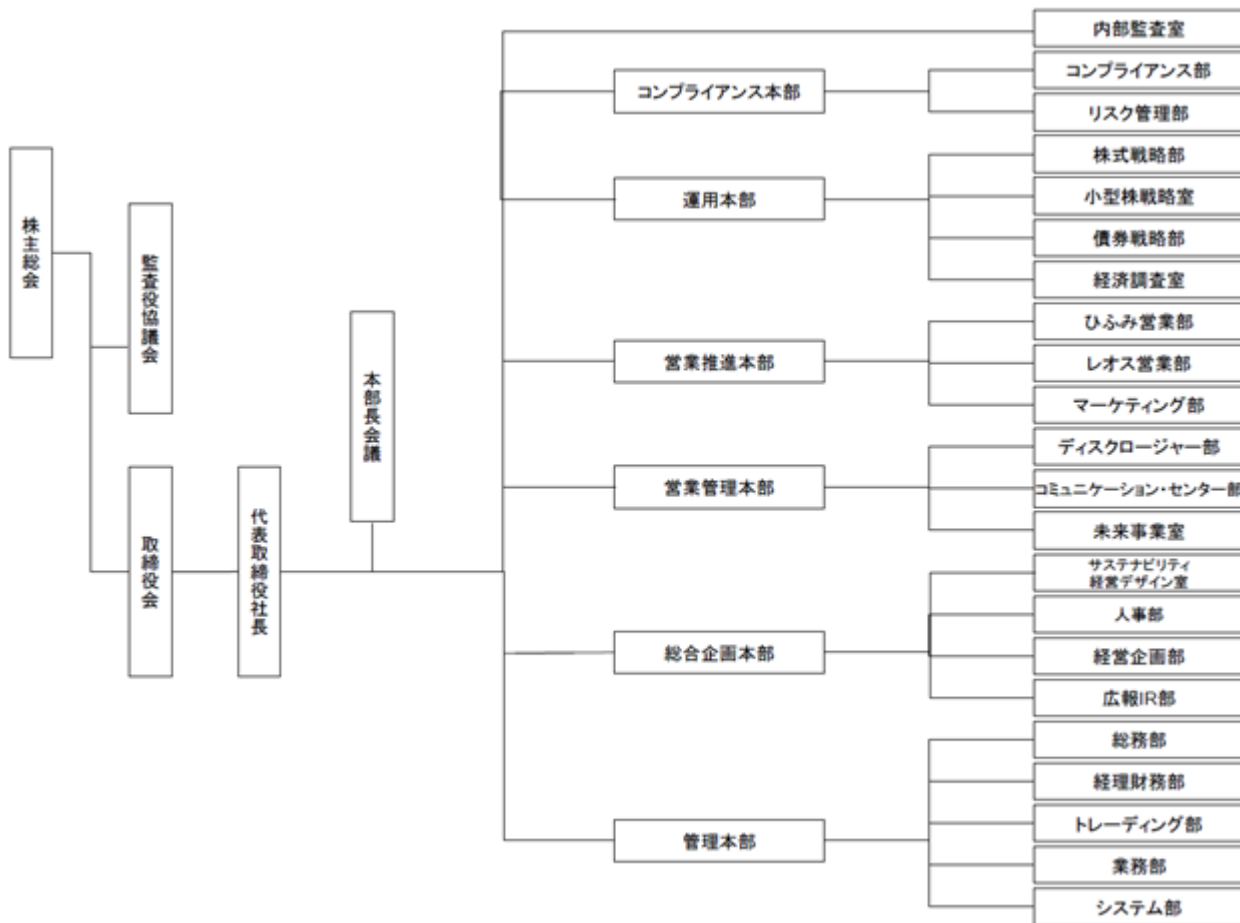 株主総会
監査役協議会
取締役会
代表取締役社長
本部長会議
内部監査室
コンプライアンス本部
コンプライアンス部
リスク管理部
運用本部
株式戦略部
小型株戦略室
債券戦略部
経済調査室
営業推進本部
ひふみ営業部
レオス営業部
マーケティング部
営業管理本部
ディスクロージャー部
コミュニケーション・センター部
未来事業室
総合企画本部
サステナビリティ
経営デザイン室
人事部
経営企画部
広報IR部
管理本部
総務部
経理財務部
トレーディング部
業務部
システム部